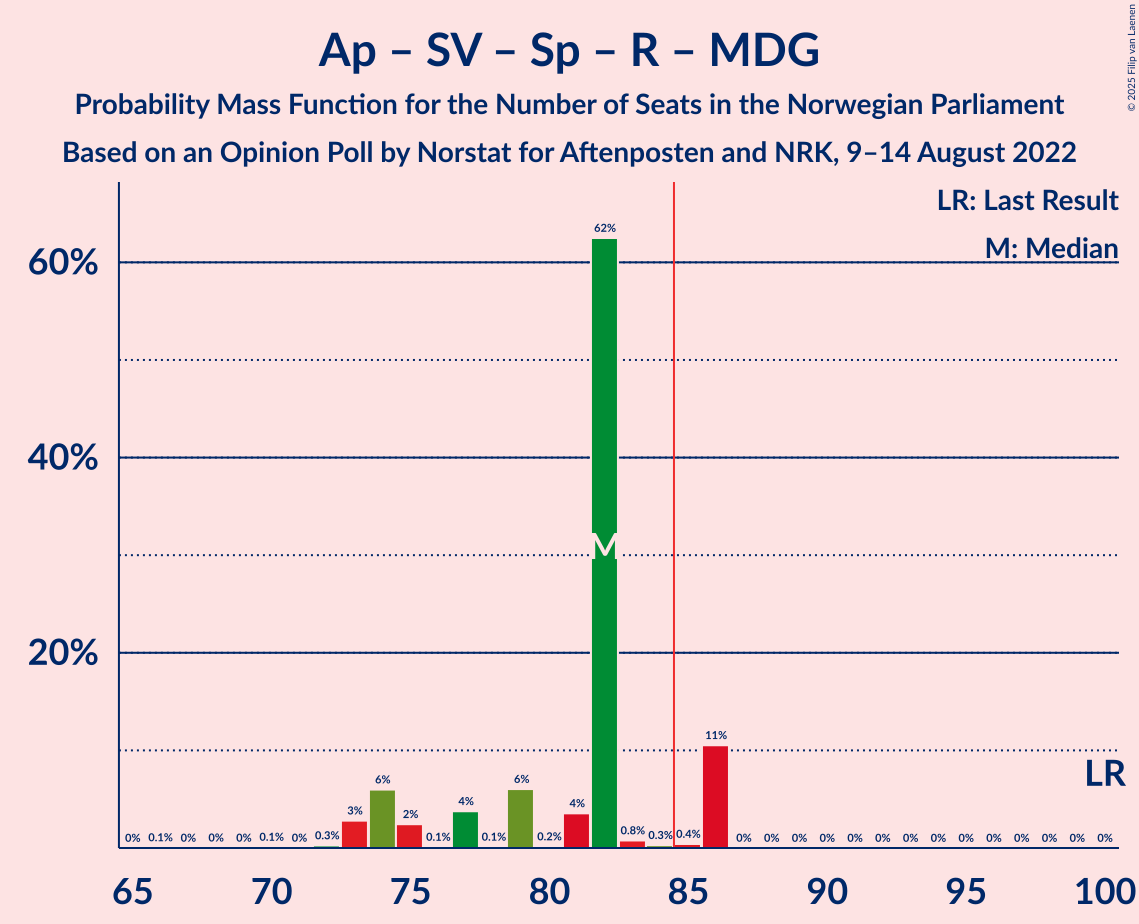 Ap – SV – Sp – R – MDG
Probability Mass Function for the Number of Seats in the Norwegian Parliament
Based on an Opinion Poll by Norstat for Aftenposten and NRK, 9–14 August 2022
© 2025 Filip van Laenen
LR: Last Result
M: Median
60%
40%
20%
62%
M
11%
LR
0% 0.1% 0% 0% 0% 0.1% 0% 0.3% 3% 6% 2% 0.1% 4% 0.1% 6% 0.2% 4% 0.8% 0.3% 0.4% 0% 0% 0% 0% 0% 0% 0% 0% 0% 0% 0% 0% 0% 0%
65 70 75 80 85 90 95 100